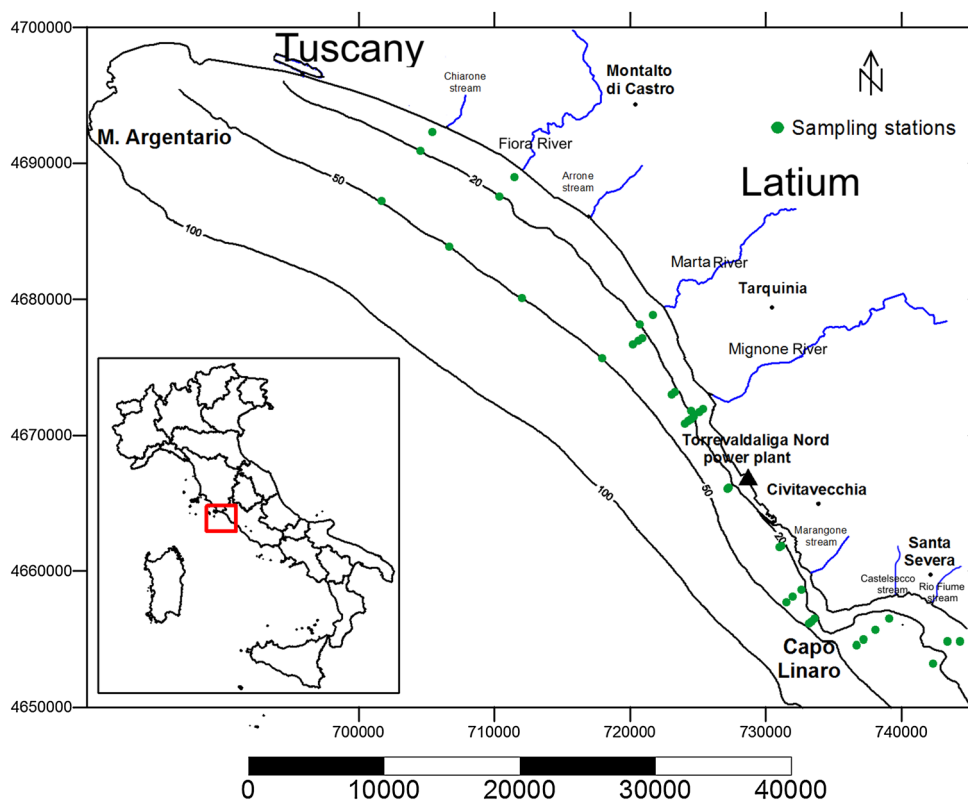 4700000
Tuscany
Chiarone
stream
Montalto
di Castro
N
Sampling stations
M. Argentario
Fiora River
4690000
Arrone
stream
20
50
Latium
100
Marta River
4680000
Tarquinia
Mignone River
4670000
Torrevaldaliga Nord
power plant
50
100
Civitavecchia
20
Marangone
stream
Santa
Severa
4660000
Castelsecco
stream
Rio Fiume
stream
Capo
Linaro
4650000
700000
710000
720000
730000
740000
0
10000
20000
30000
40000